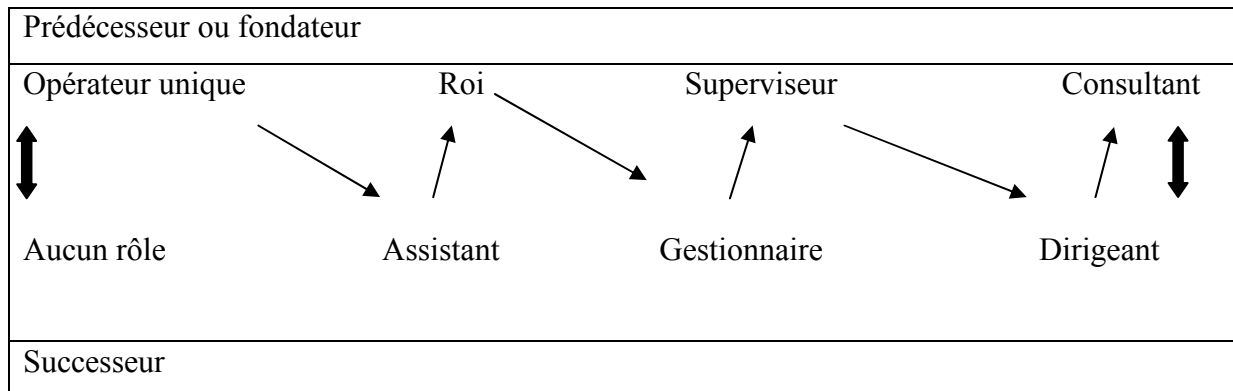 Prédécesseur ou fondateur
Opérateur unique Roi Superviseur Consultant
Aucun rôle Assistant Gestionnaire Dirigeant
Successeur